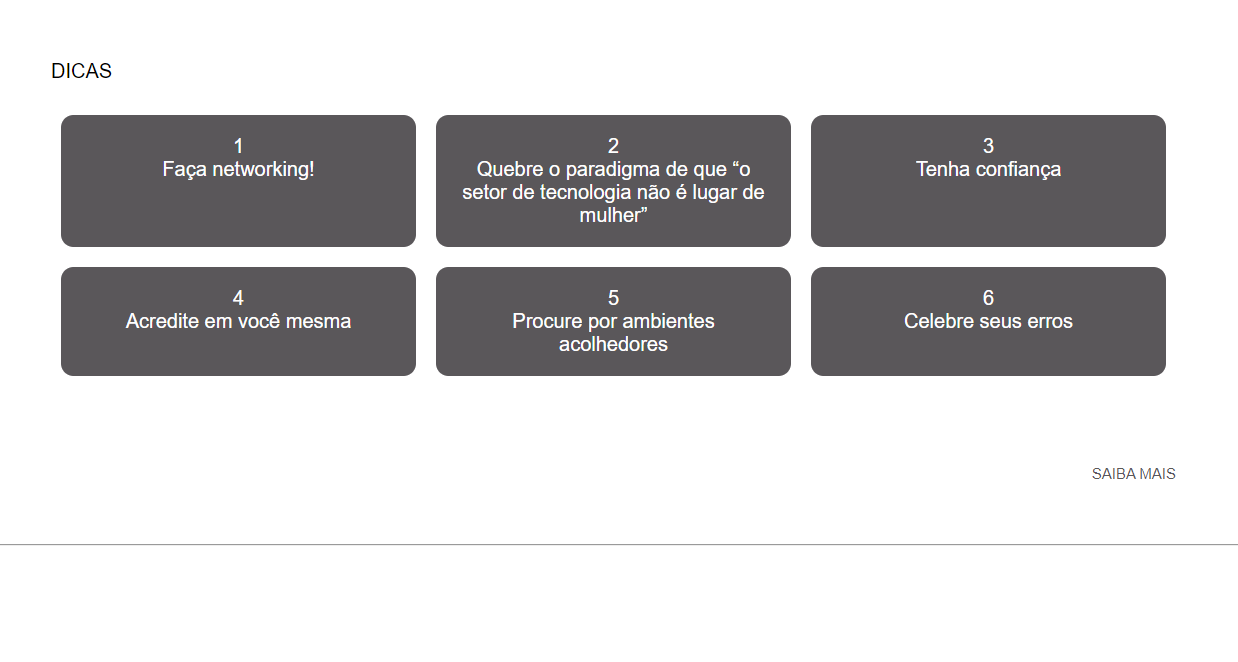 DICAS
1
Faça networking!
2
Quebre o paradigma de que “o
setor de tecnologia não é lugar de
mulher”
3
Tenha confiança
4
Acredite em você mesma
5
Procure por ambientes
acolhedores
6
Celebre seus erros
SAIBA MAIS